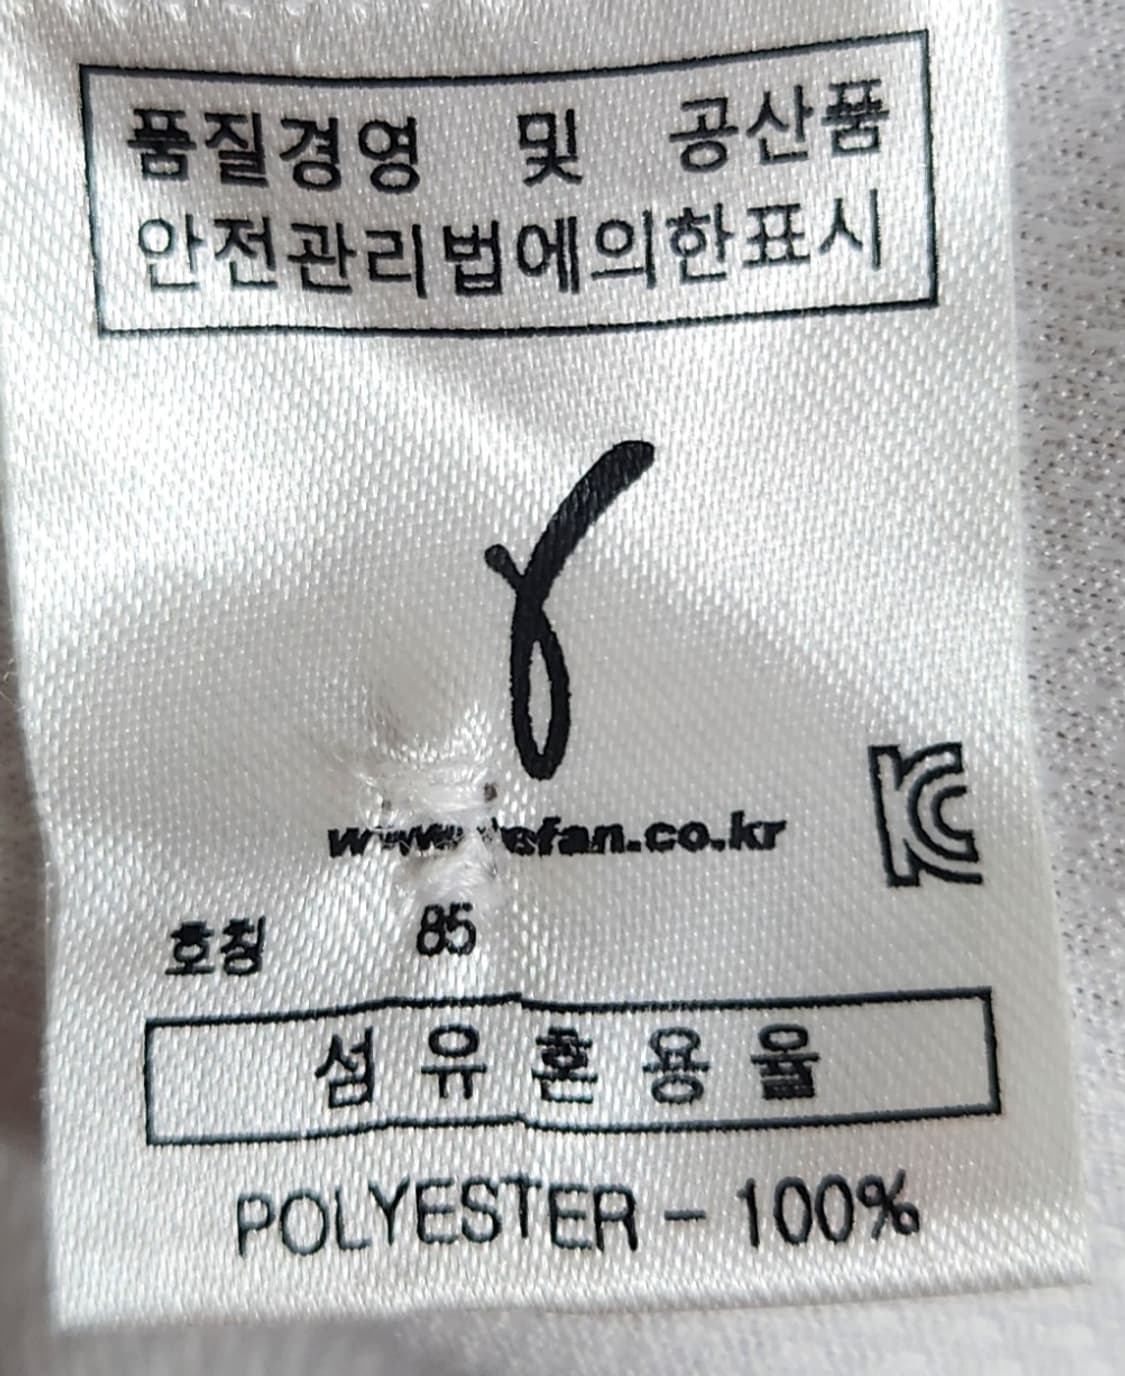 품질경영 및 공산품
안전관리법에의한표시
KC
호칭 85
섬유혼용율
POLYESTER - 100%